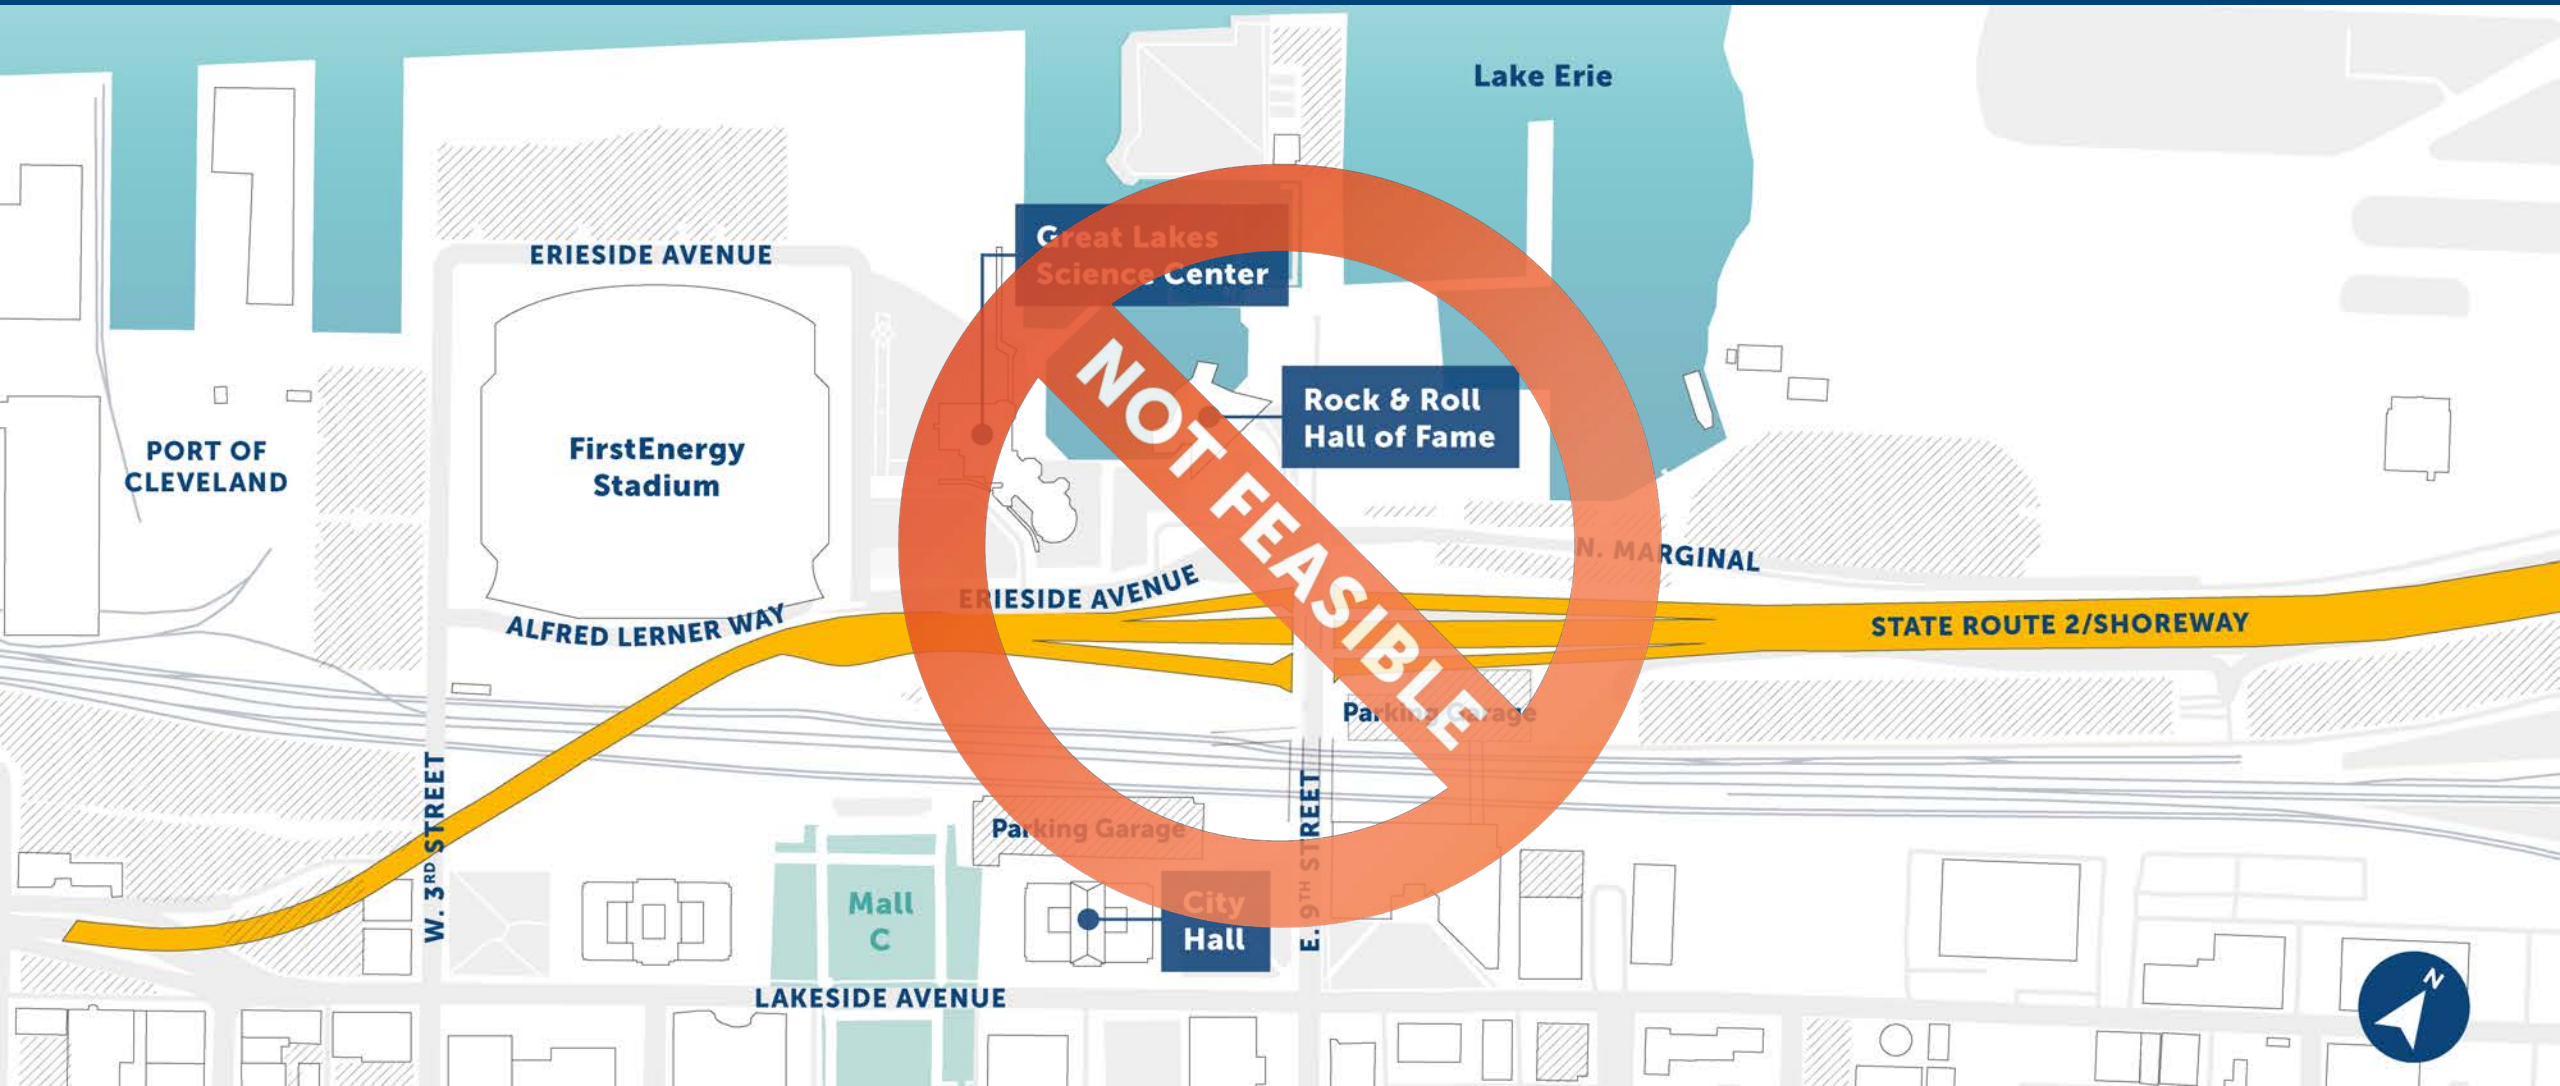 Lake Erie
Great Lakes
Science Center
ERIESIDE AVENUE
Rock & Roll
Hall of Fame
NOT FEASIBLE
PORT OF
CLEVELAND
FirstEnergy
Stadium
N. MARGINAL
ERIESIDE AVENUE
ALFRED LERNER WAY
STATE ROUTE 2/SHOREWAY
Parking Garage
W. 3RD STREET
E. 9TH STREET
Parking Garage
Mall
C
City
Hall
LAKESIDE AVENUE
N